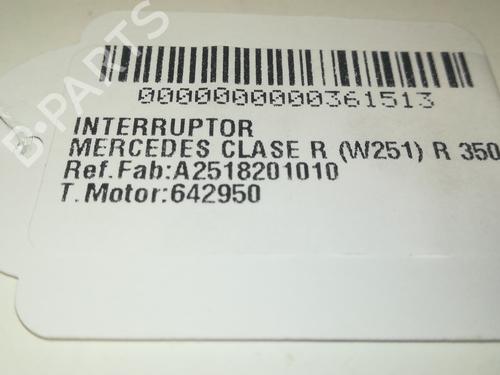 B-PARTS
0000000000361513
INTERRUPTOR
MERCEDES CLASE R (W251) R 350
Ref.Fab:A2518201010
T.Motor:642950